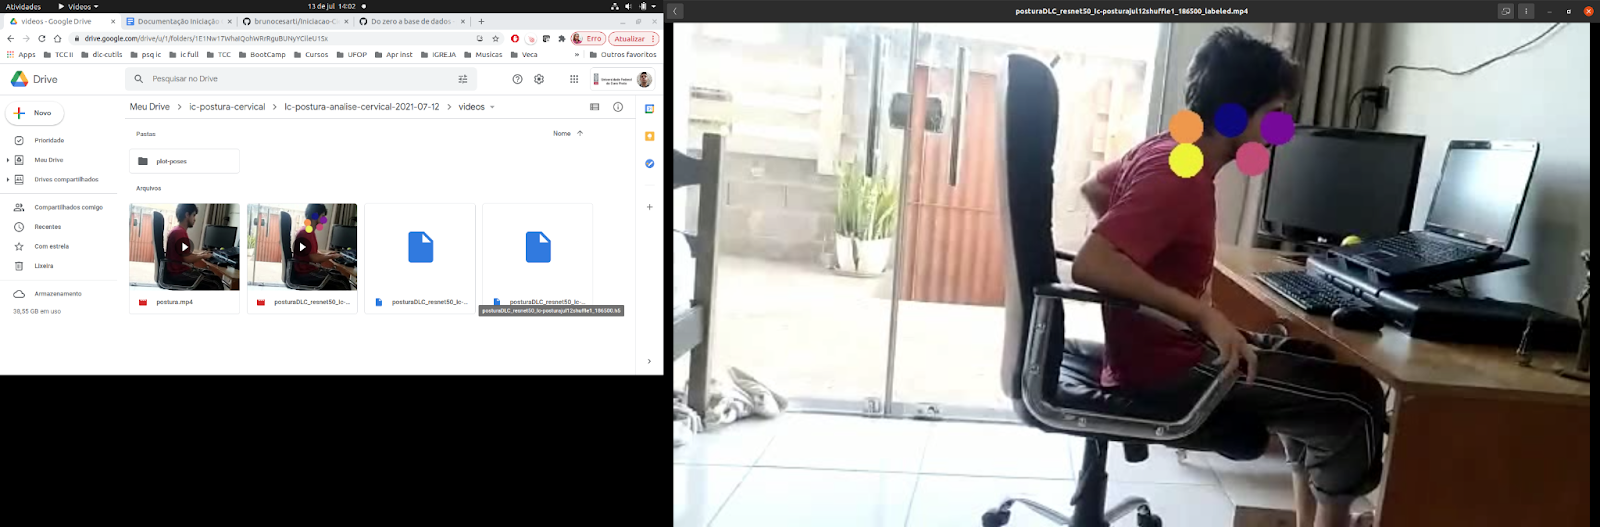 Atividades
Vídeos
13 de jul 14:02
videos - Google Drive
Documentação Iniciação
brunocesarti/Iniciacao-C
Do zero a base de dados
drive.google.com/drive/u/1/folders/
Erro
Atualizar
Apps
TCC II
dlc-cutils
psq ic
ic full
TCC
BootCamp
Cursos
UFOP
Apr inst
IGREJA
Musicas
Vecex
»
Outros favoritos
Drive
Pesquisar no Drive
Novo
Meu Drive > ic-postura-cervical > Ic-postura-analise-cervical-2021-07-12 > videos
Prioridade
Meu Drive
Drives compartilhados
Compartilhados comigo
Recentes
Com estrela
Lixeira
Armazenamento
38,55 GB em uso
Pastas
Nome
plot-poses
Arquivos
postura.mp4
posturaDLC_resnet50_Ic-...
posturaDLC_resnet50_Ic-...
posturaDLC_resnet50_Ic-...
posturaDLC_resnet50_Ic-posturajul12shuffle1_186500.h5
posturaDLC_resnet50_Ic-posturajul12shuffle1_186500_labeled.mp4